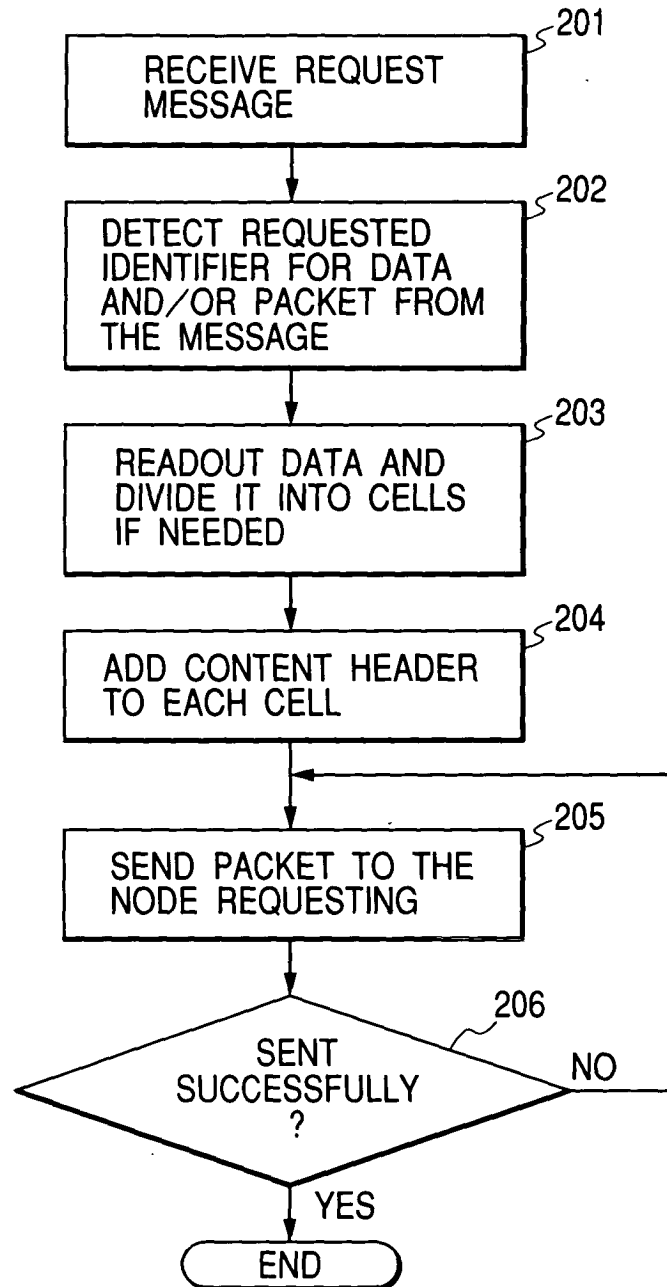 201
RECEIVE REQUEST
MESSAGE
202
DETECT REQUESTED
IDENTIFIER FOR DATA
AND/OR PACKET FROM
THE MESSAGE
203
READOUT DATA AND
DIVIDE IT INTO CELLS
IF NEEDED
204
ADD CONTENT HEADER
TO EACH CELL
205
SEND PACKET TO THE
NODE REQUESTING
206
SENT
SUCCESSFULLY
?
NO
YES
END